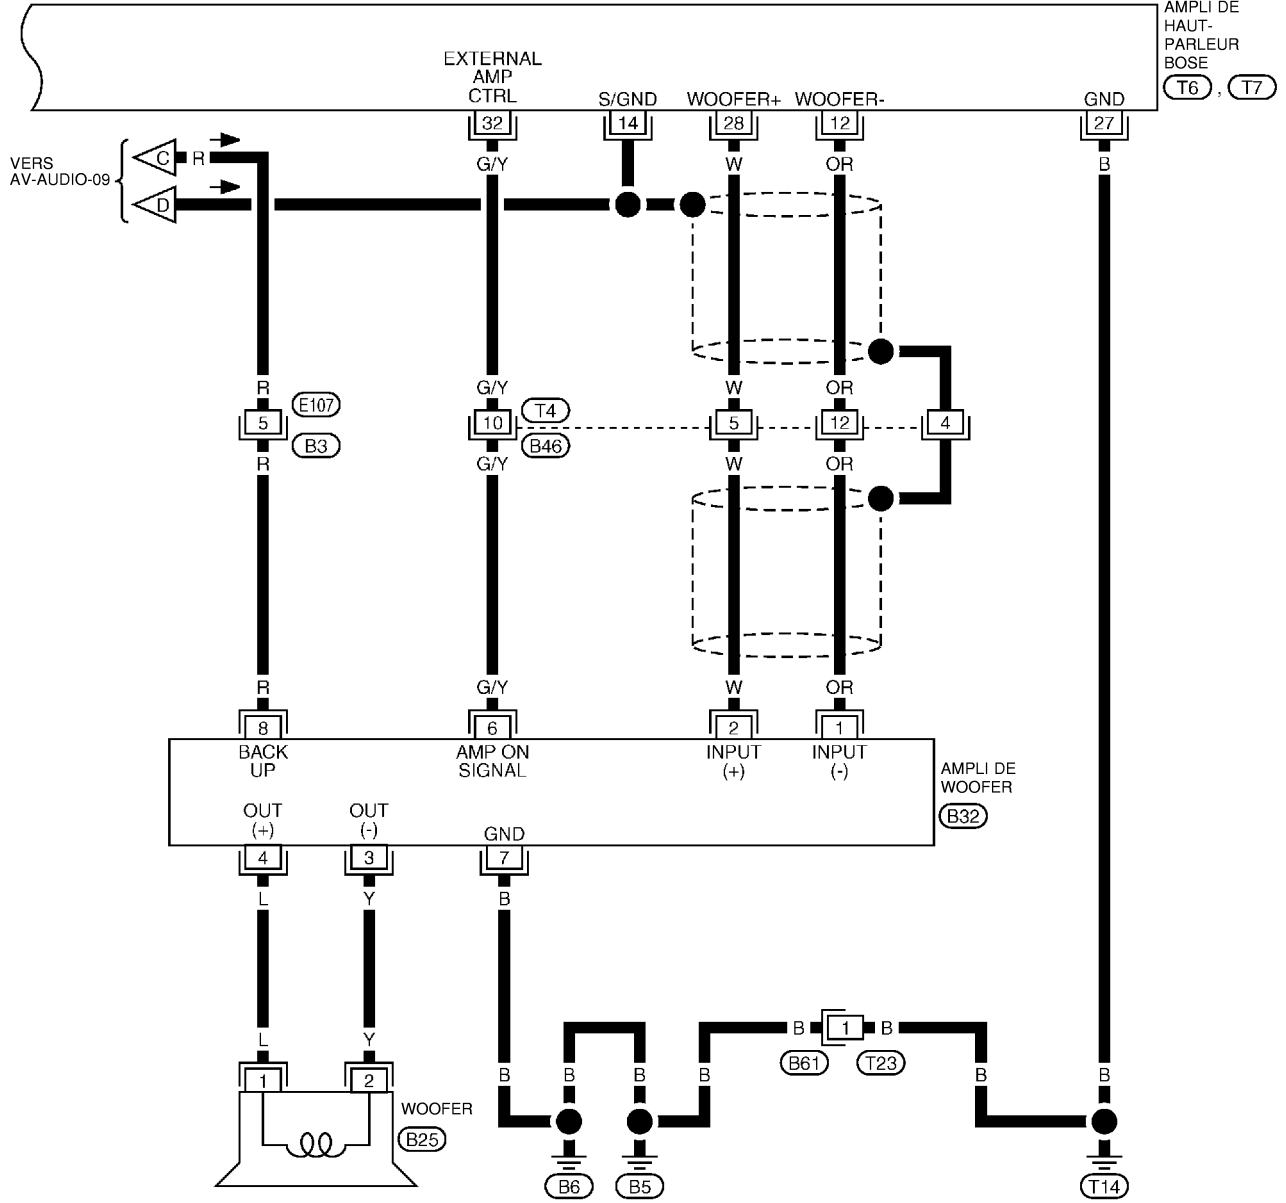 AMPLI DE
HAUT-
PARLEUR
BOSE
T6 , T7
EXTERNAL
AMP
CTRL
S/GND WOOFER+ WOOFER- GND
32 14 28 12 27
VERS
AV-AUDIO-09
C R
D
G/Y W OR B
R G/Y W OR
E107
T4
5 10 5 12 4
B3
B46
R G/Y W OR
R G/Y W OR
8 6 2 1
BACK
UP
AMP ON
SIGNAL
INPUT
(+)
INPUT
(-)
AMPLI DE
WOOFER
B32
OUT
(+)
OUT
(-)
GND
4 3 7
L Y B
L Y
B 1 B
B61 T23
B B B B B B
1 2
WOOFER
B25
B6 B5 T14